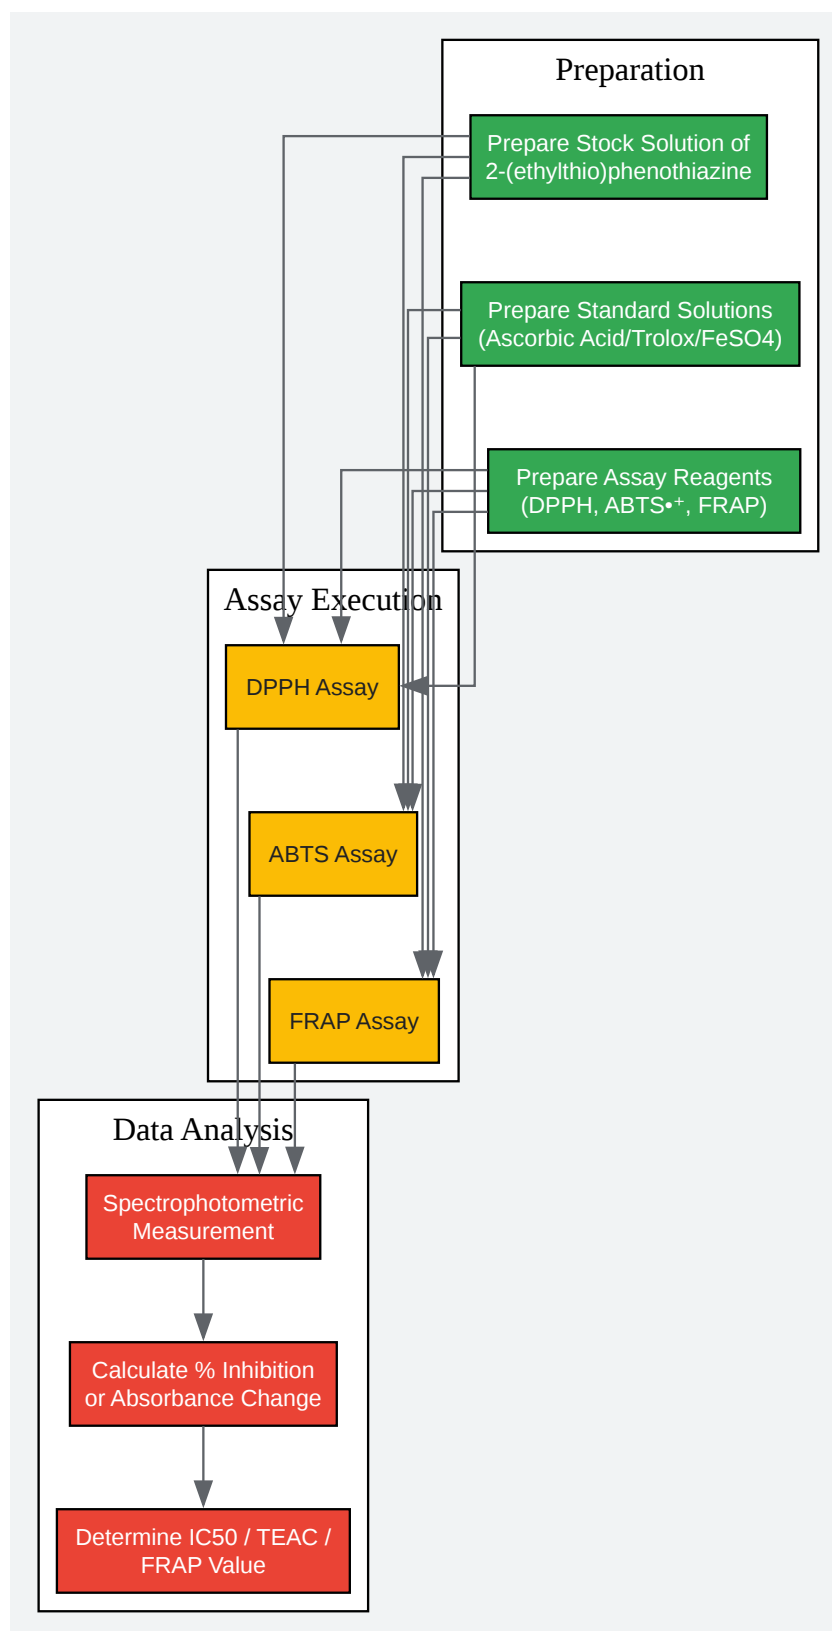 Preparation
Prepare Stock Solution of
2-(ethylthio)phenothiazine
Prepare Standard Solutions
(Ascorbic Acid/Trolox/FeSO4)
Prepare Assay Reagents
(DPPH, ABTS•⁺, FRAP)
Assay Execution
DPPH Assay
ABTS Assay
FRAP Assay
Data Analysis
Spectrophotometric
Measurement
Calculate % Inhibition
or Absorbance Change
Determine IC50 / TEAC /
FRAP Value